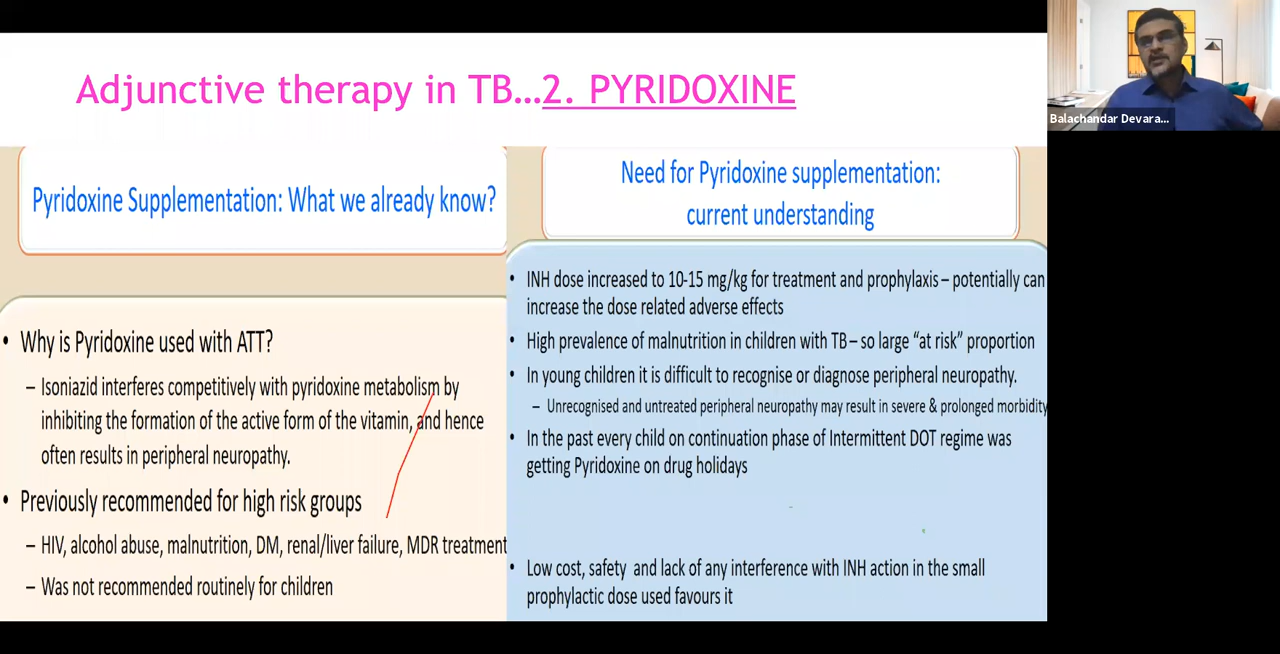 Adjunctive therapy in TB...2. PYRIDOXINE
Balachandar Devara...
Pyridoxine Supplementation: What we already know?
• Why is Pyridoxine used with ATT?
– Isoniazid interferes competitively with pyridoxine metabolism by
inhibiting the formation of the active form of the vitamin, and hence
often results in peripheral neuropathy.
• Previously recommended for high risk groups
– HIV, alcohol abuse, malnutrition, DM, renal/liver failure, MDR treatment
– Was not recommended routinely for children
Need for Pyridoxine supplementation:
current understanding
• INH dose increased to 10-15 mg/kg for treatment and prophylaxis – potentially can
increase the dose related adverse effects
• High prevalence of malnutrition in children with TB – so large “at risk” proportion
• In young children it is difficult to recognise or diagnose peripheral neuropathy.
– Unrecognised and untreated peripheral neuropathy may result in severe & prolonged morbidity
• In the past every child on continuation phase of Intermittent DOT regime was
getting Pyridoxine on drug holidays
• Low cost, safety and lack of any interference with INH action in the small
prophylactic dose used favours it